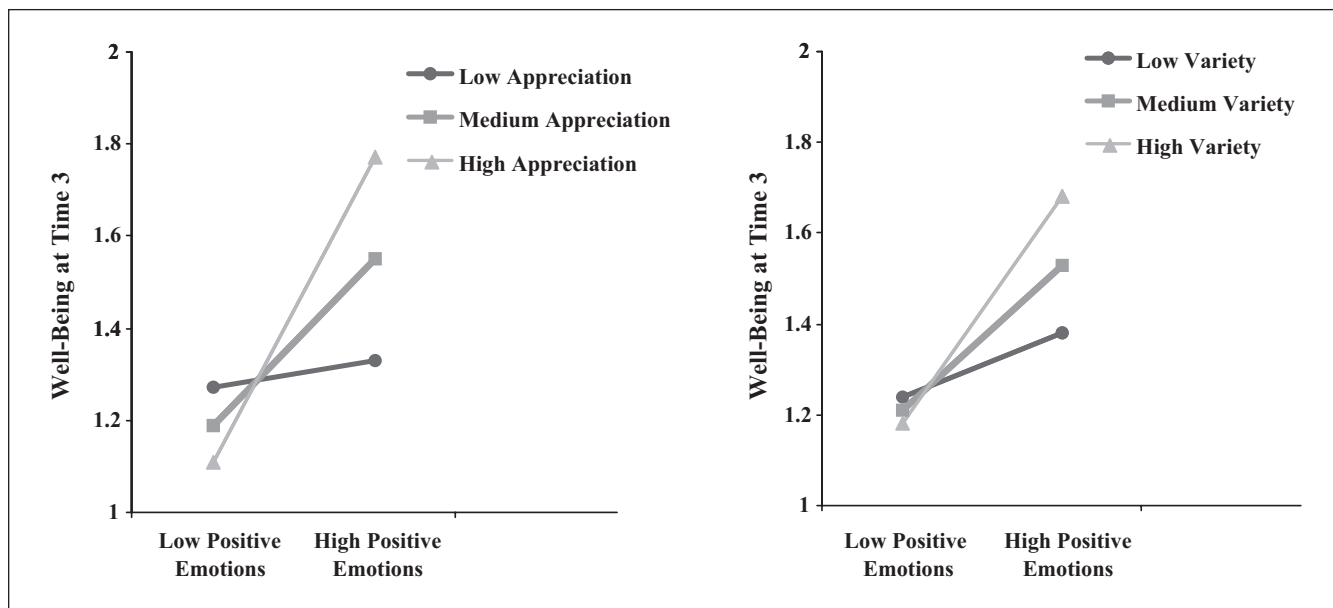 2
1.8
1.6
1.4
1.2
1
Well-Being at Time 3
Low Appreciation
Medium Appreciation
High Appreciation
Low Positive
Emotions
High Positive
Emotions
2
1.8
1.6
1.4
1.2
1
Well-Being at Time 3
Low Variety
Medium Variety
High Variety
Low Positive
Emotions
High Positive
Emotions